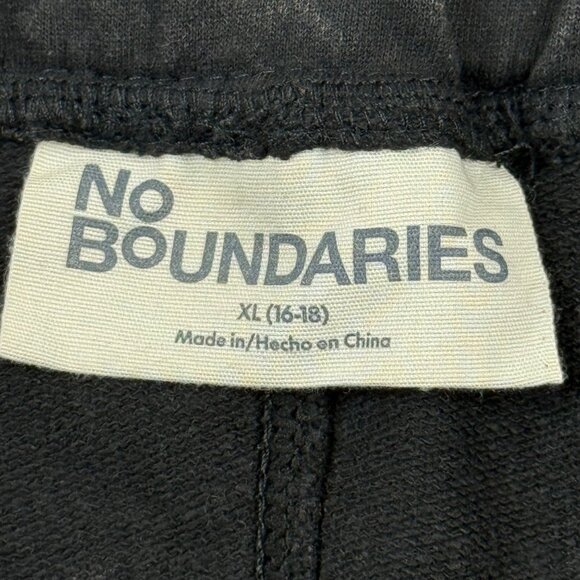 NO
BOUNDARIES
XL (16-18)
Made in/Hecho en China